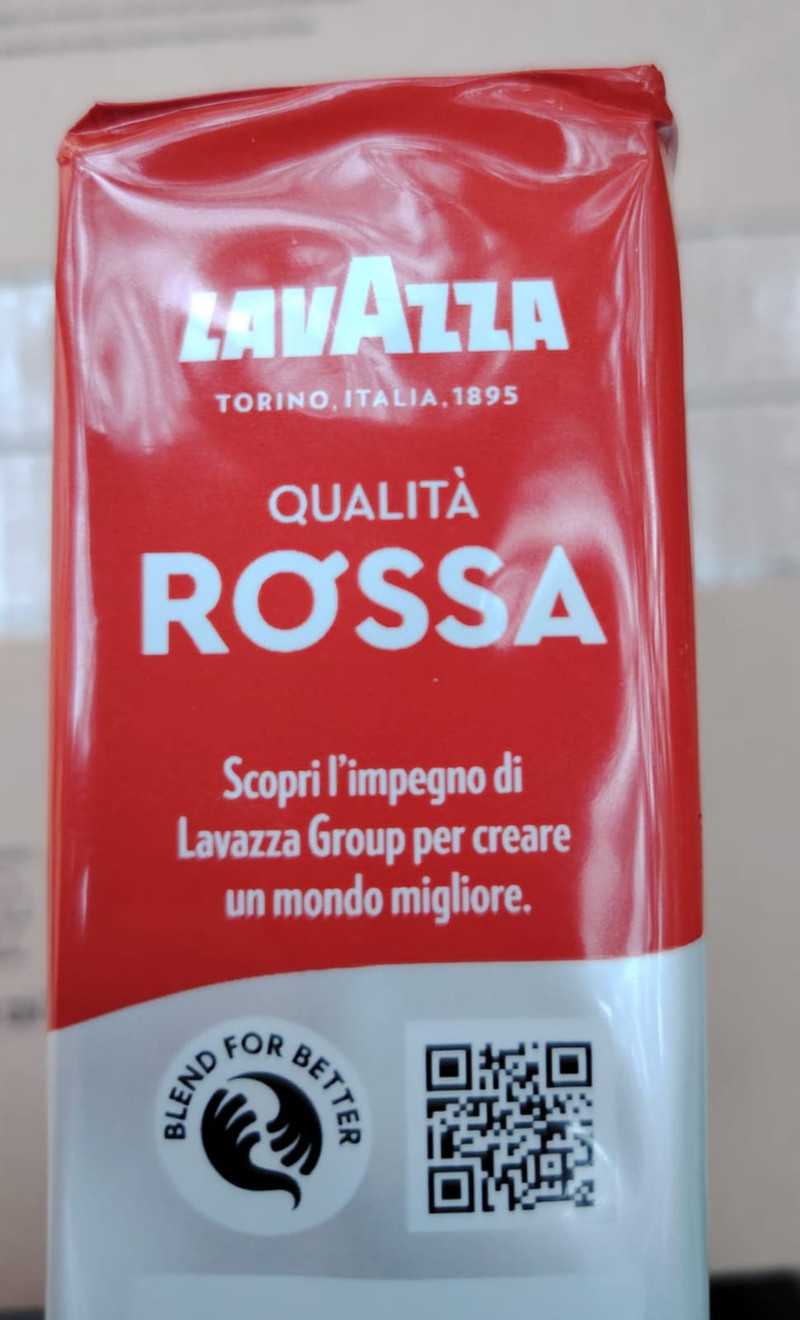 LAVAZZA
TORINO, ITALIA, 1895
QUALITÀ
ROSSA
Scopri l'impegno di
Lavazza Group per creare
un mondo migliore.
BLEND FOR BETTER